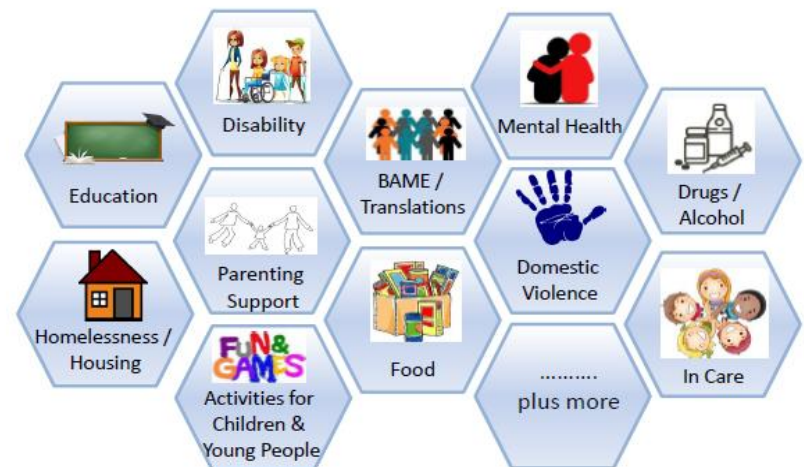 Disability
Mental Health
Education
BAME /
Translations
Drugs /
Alcohol
Parenting
Support
Domestic
Violence
Homelessness /
Housing
FUN &
GAMES
Activities for
Children &
Young People
Food
..........
plus more
In Care